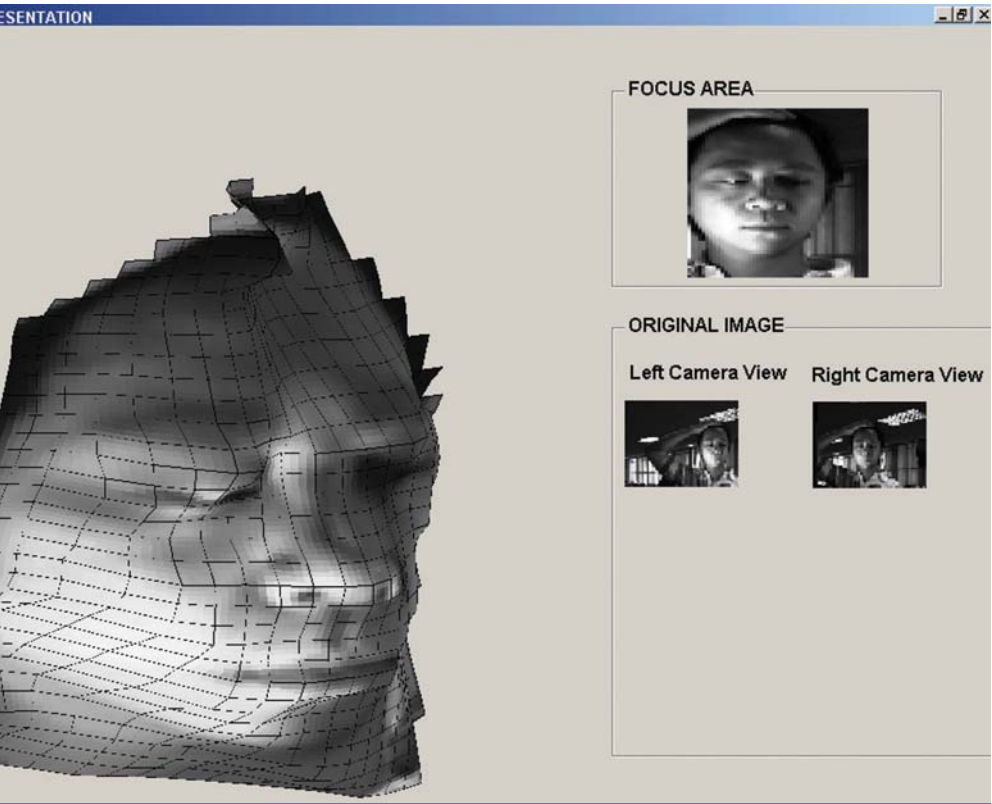 ESENTATION
FOCUS AREA
ORIGINAL IMAGE
Left Camera View
Right Camera View